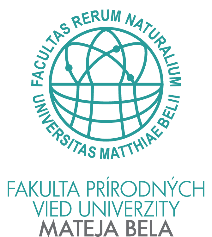 FACULTAS RERUM NATURALIUM
UNIVERSITAS MATTHIAE BELII
FAKULTA PRÍRODNÝCH
VIED UNIVERZITY
MATEJA BELA